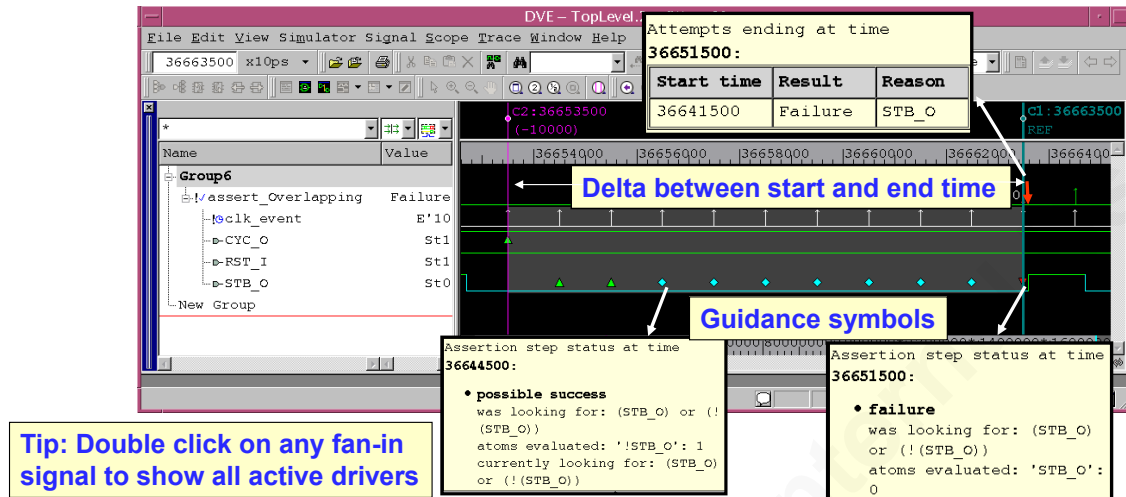 DVE – TopLevel.
File Edit View Simulator Signal Scope Trace Window Help
36663500 x10ps
Attempts ending at time
36651500:
Start time Result Reason
36641500 Failure STB_O
C2:36653500
(-10000)
C1:36663500
REF
*
Name Value
36654000 36656000 36658000 36660000 36662000 3666400
Group6
assert_Overlapping Failure
clk_event E'10
CYC_O St1
RST_I St1
STB_O St0
New Group
Delta between start and end time
Guidance symbols
Assertion step status at time
36644500:
• possible success
was looking for: (STB_O) or (!
(STB_O))
atoms evaluated: '!STB_O': 1
currently looking for: (STB_O)
or (!(STB_O))
Assertion step status at time
36651500:
• failure
was looking for: (STB_O)
or (!(STB_O))
atoms evaluated: 'STB_O':
0
Tip: Double click on any fan-in
signal to show all active drivers